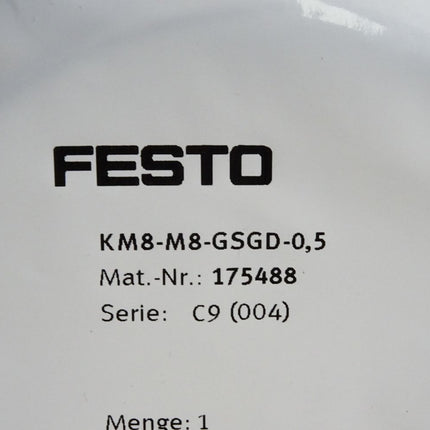 FESTO
KM8-M8-GSGD-0,5
Mat.-Nr.: 175488
Serie: C9 (004)
Menge: 1